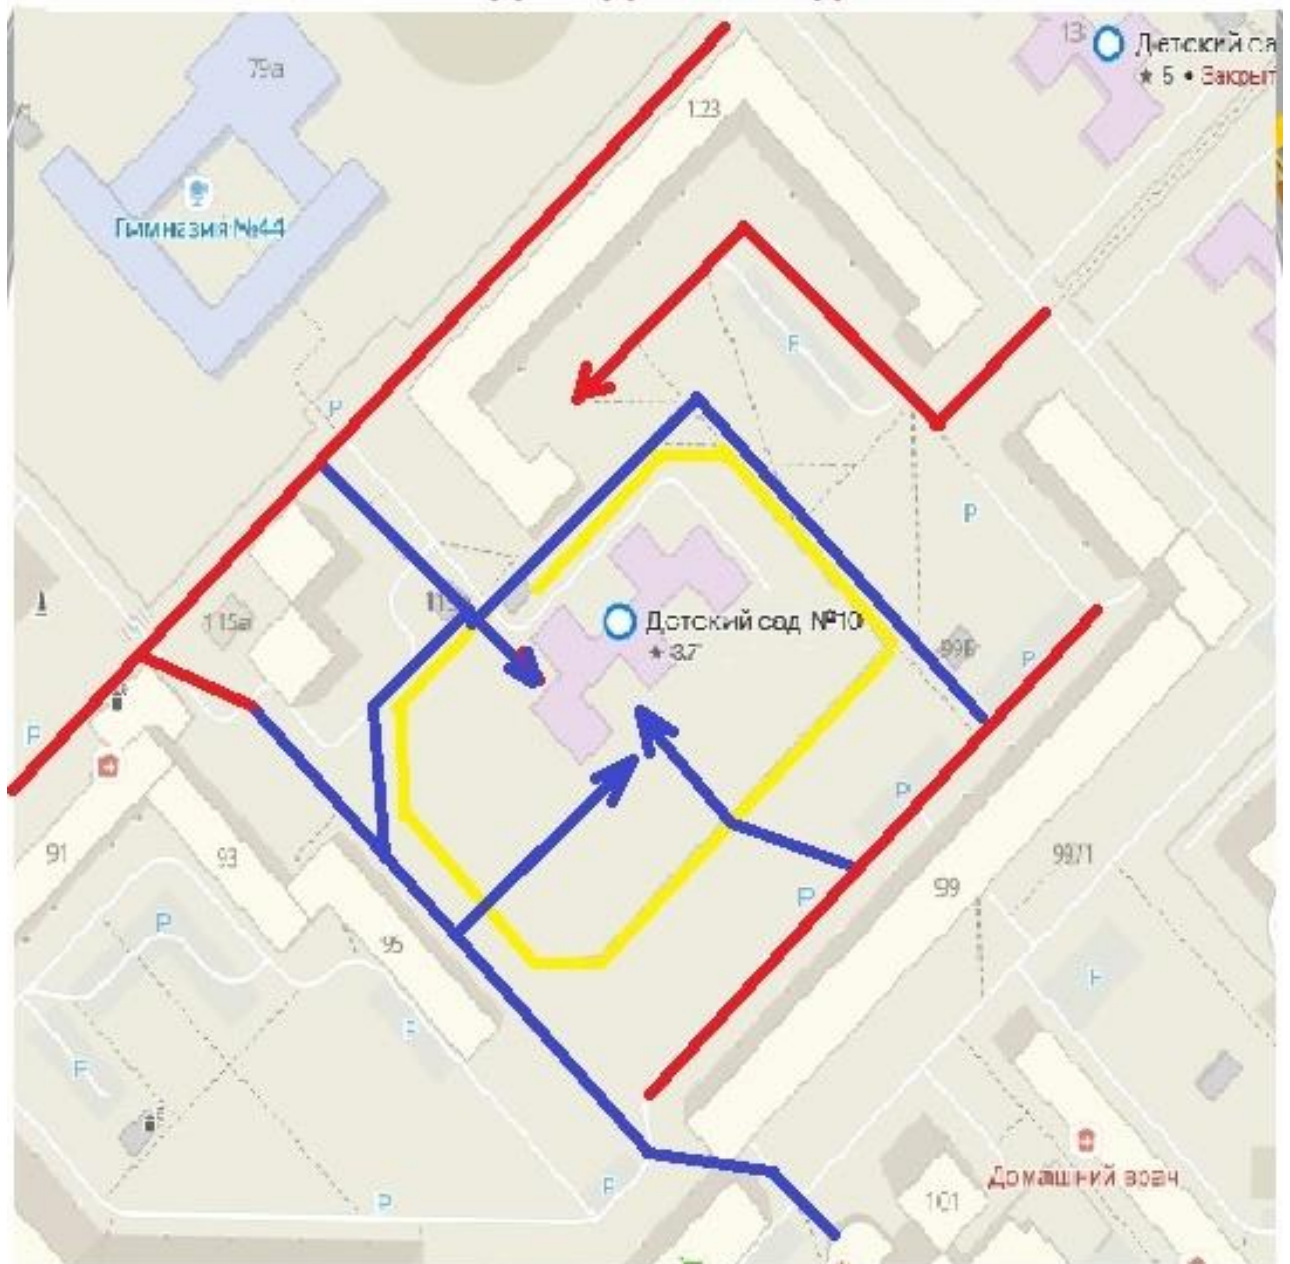 79а
123
13
Детский са
★ 5 • Закрыт
Гимназия №44
P
P
P
115а
Детский сад №10
★ 3.7
99Б
P
P
P
P
91
93
95
99
99/1
P
P
P
P
P
P
P
Домашний врач
101